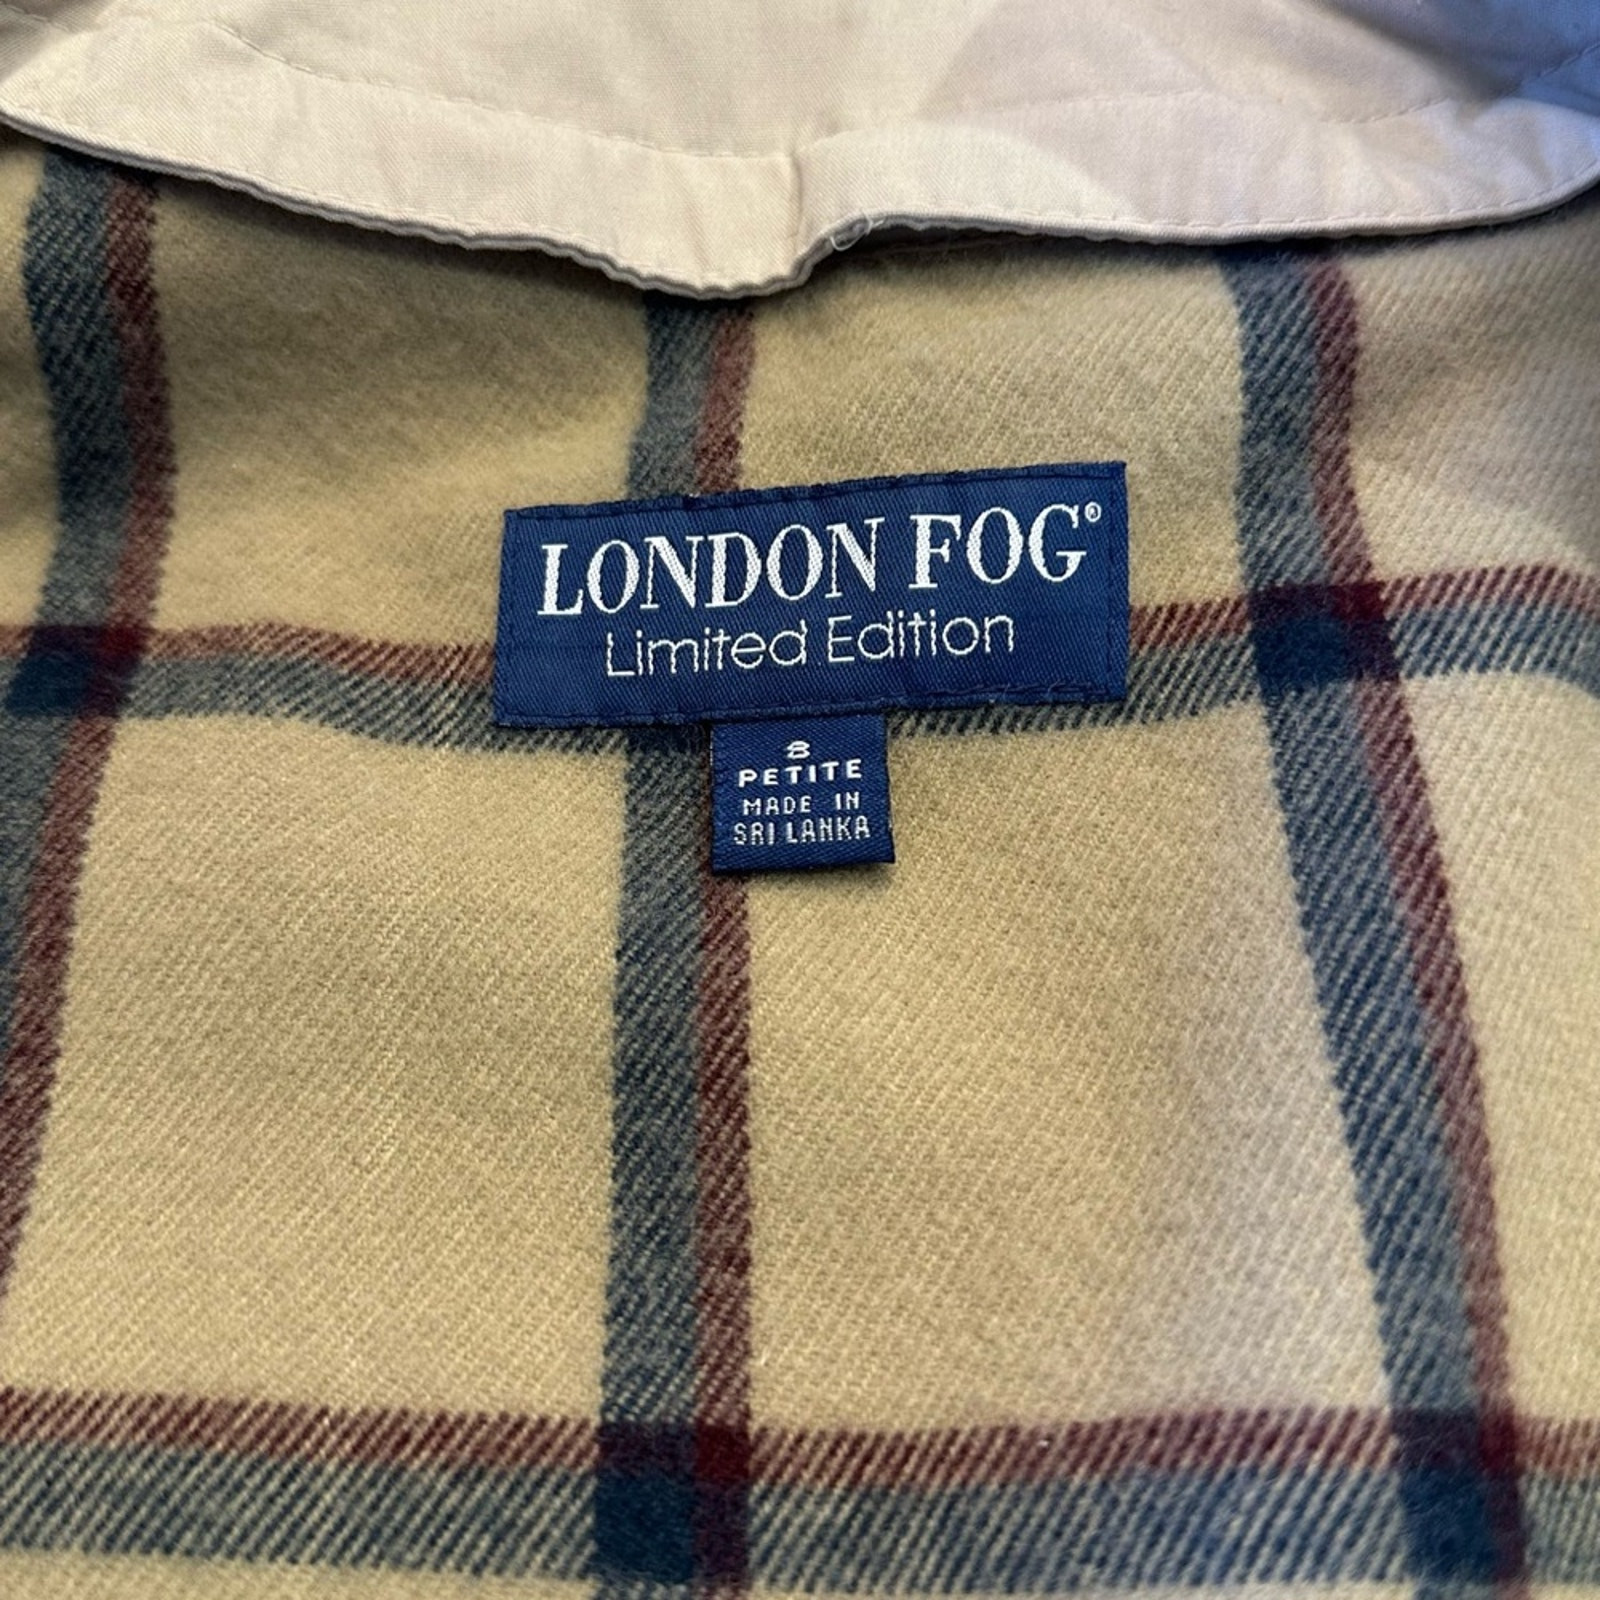 LONDON FOG®
Limited Edition
8
PETITE
MADE IN
SRI LANKA